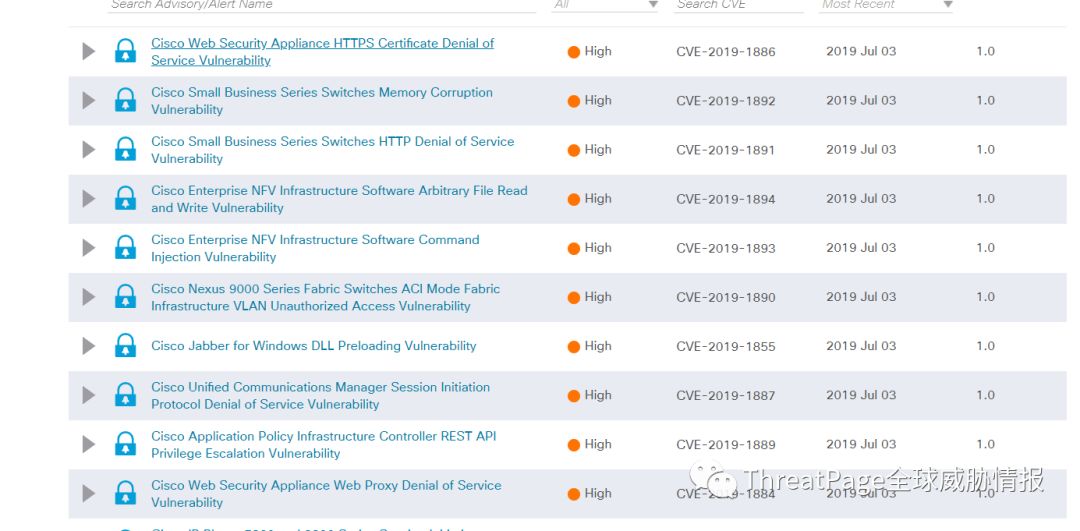 Search Advisory/Alert Name All Search CVE Most Recent
Cisco Web Security Appliance HTTPS Certificate Denial of
Service Vulnerability
High CVE-2019-1886 2019 Jul 03 1.0
Cisco Small Business Series Switches Memory Corruption
Vulnerability
High CVE-2019-1892 2019 Jul 03 1.0
Cisco Small Business Series Switches HTTP Denial of Service
Vulnerability
High CVE-2019-1891 2019 Jul 03 1.0
Cisco Enterprise NFV Infrastructure Software Arbitrary File Read
and Write Vulnerability
High CVE-2019-1894 2019 Jul 03 1.0
Cisco Enterprise NFV Infrastructure Software Command
Injection Vulnerability
High CVE-2019-1893 2019 Jul 03 1.0
Cisco Nexus 9000 Series Fabric Switches ACI Mode Fabric
Infrastructure VLAN Unauthorized Access Vulnerability
High CVE-2019-1890 2019 Jul 03 1.0
Cisco Jabber for Windows DLL Preloading Vulnerability
High CVE-2019-1855 2019 Jul 03 1.0
Cisco Unified Communications Manager Session Initiation
Protocol Denial of Service Vulnerability
High CVE-2019-1887 2019 Jul 03 1.0
Cisco Application Policy Infrastructure Controller REST API
Privilege Escalation Vulnerability
High CVE-2019-1889 2019 Jul 03 1.0
Cisco Web Security Appliance Web Proxy Denial of Service
Vulnerability
High CVE-2019-1884 2019 Jul 03 1.0
ThreatPage全球威胁情报